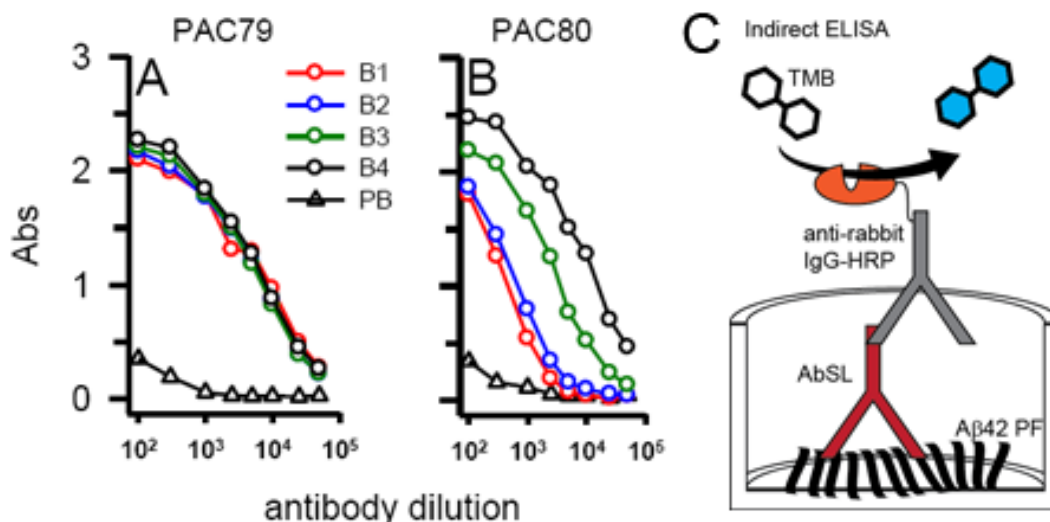 PAC79
PAC80
C
Indirect ELISA
3
2
1
0
Abs
A
B1
B2
B3
B4
PB
B
TMB
anti-rabbit
IgG-HRP
AbSL
Aβ42 PF
10² 10³ 10⁴ 10⁵
10² 10³ 10⁴ 10⁵
antibody dilution